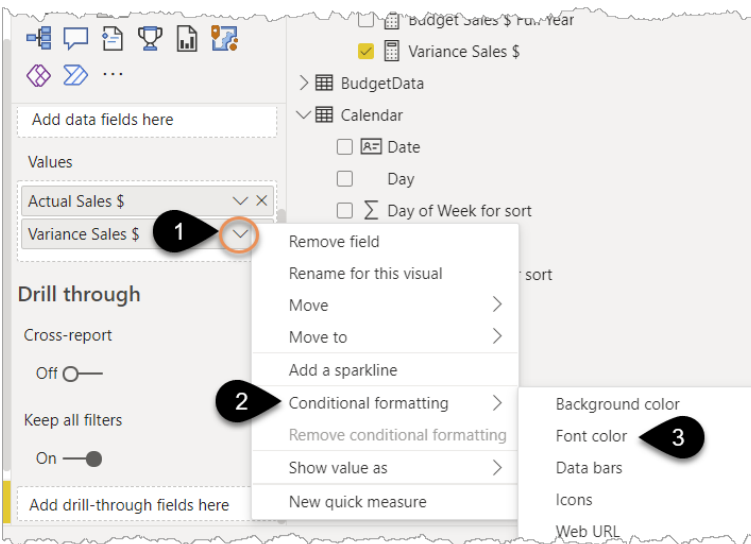 Budget Sales $ Full Year
Variance Sales $
BudgetData
Calendar
Add data fields here
Date
Values
Day
Actual Sales $
Day of Week for sort
Variance Sales $
1
Remove field
Rename for this visual
sort
Drill through
Move
Cross-report
Move to
Off
Add a sparkline
2
Conditional formatting
Background color
Keep all filters
Remove conditional formatting
Font color
3
On
Show value as
Data bars
Add drill-through fields here
New quick measure
Icons
Web URL